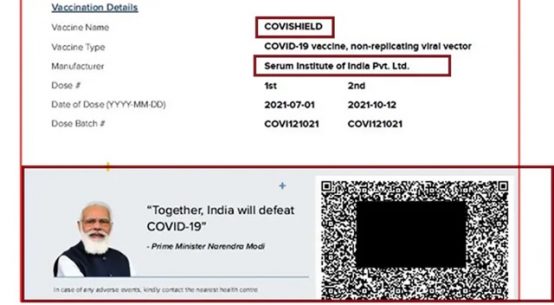 Vaccination Details
Vaccine Name COVISHIELD
Vaccine Type COVID-19 vaccine, non-replicating viral vector
Manufacturer Serum Institute of India Pvt. Ltd.
Dose # 1st 2nd
Date of Dose (YYYY-MM-DD) 2021-07-01 2021-10-12
Dose Batch # COVI121021 COVI121021
“Together, India will defeat
COVID-19”
- Prime Minister Narendra Modi
In case of any adverse events, kindly contact the nearest health centre